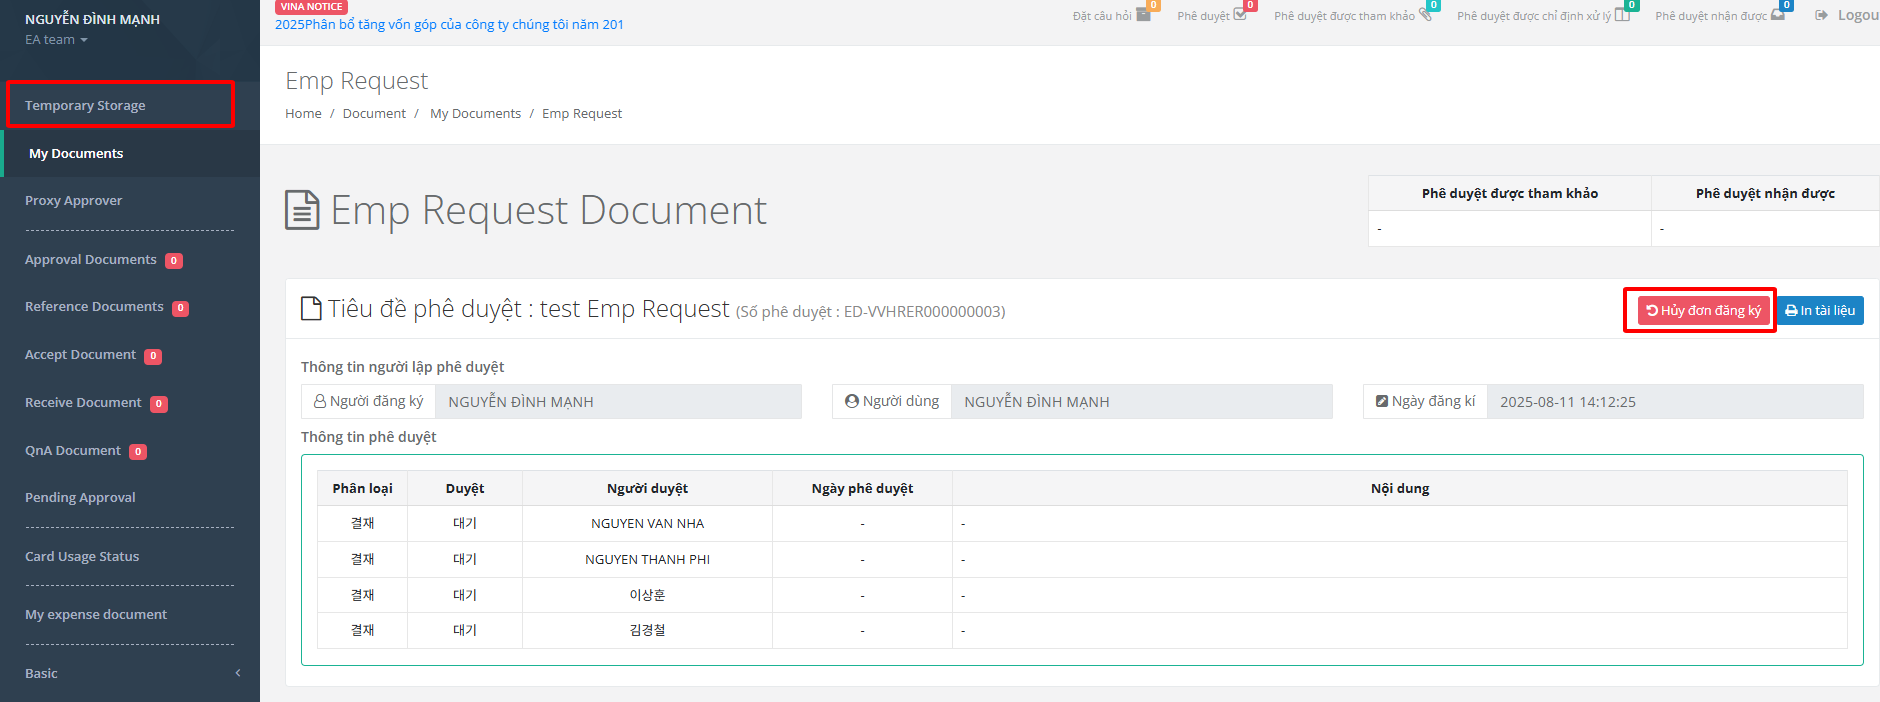 NGUYỄN ĐÌNH MẠNH
EA team
Temporary Storage
My Documents
Proxy Approver
Approval Documents 0
Reference Documents 0
Accept Document 0
Receive Document 0
QnA Document 0
Pending Approval
Card Usage Status
My expense document
Basic
VINA NOTICE
2025Phân bổ tăng vốn góp của công ty chúng tôi năm 201
Đặt câu hỏi 0 Phê duyệt 0 Phê duyệt được tham khảo 0 Phê duyệt được chỉ định xử lý 0 Phê duyệt nhận được 0 Logou
Emp Request
Home / Document / My Documents / Emp Request
Emp Request Document
Phê duyệt được tham khảo Phê duyệt nhận được
- -
Tiêu đề phê duyệt : test Emp Request (Số phê duyệt : ED-VVHRER000000003)
Hủy đơn đăng ký In tài liệu
Thông tin người lập phê duyệt
Người đăng ký NGUYỄN ĐÌNH MẠNH Người dùng NGUYỄN ĐÌNH MẠNH Ngày đăng kí 2025-08-11 14:12:25
Thông tin phê duyệt
Phân loại Duyệt Người duyệt Ngày phê duyệt Nội dung
결재 대기 NGUYEN VAN NHA - -
결재 대기 NGUYEN THANH PHI - -
결재 대기 이상훈 - -
결재 대기 김경철 - -